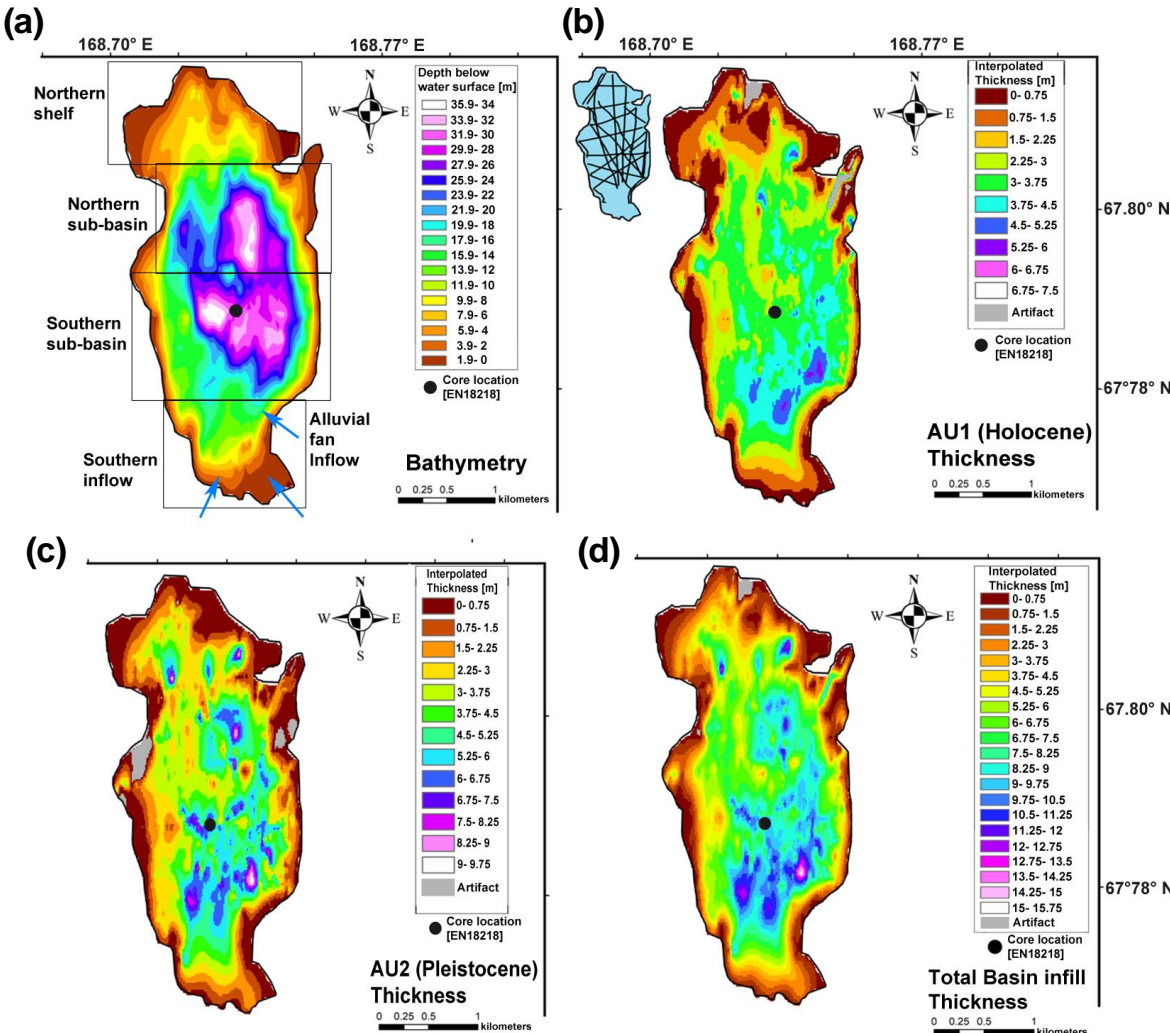 (a)
168.70° E
168.77° E
Northern
shelf
Northern
sub-basin
Southern
sub-basin
Southern
inflow
Alluvial
fan
Inflow
N
W
E
S
Depth below
water surface [m]
35.9- 34
33.9- 32
31.9- 30
29.9- 28
27.9- 26
25.9- 24
23.9- 22
21.9- 20
19.9- 18
17.9- 16
15.9- 14
13.9- 12
11.9- 10
9.9- 8
7.9- 6
5.9- 4
3.9- 2
1.9- 0
Core location
[EN18218]
Bathymetry
0 0.25 0.5 1
kilometers
(b)
168.70° E
168.77° E
N
W
E
S
Interpolated
Thickness [m]
0- 0.75
0.75- 1.5
1.5- 2.25
2.25- 3
3- 3.75
3.75- 4.5
4.5- 5.25
5.25- 6
6- 6.75
6.75- 7.5
Artifact
Core location
[EN18218]
67.80° N
67°78° N
AU1 (Holocene)
Thickness
0 0.25 0.5 1
kilometers
(c)
N
W
E
S
Interpolated
Thickness [m]
0- 0.75
0.75- 1.5
1.5- 2.25
2.25- 3
3- 3.75
3.75- 4.5
4.5- 5.25
5.25- 6
6- 6.75
6.75- 7.5
7.5- 8.25
8.25- 9
9- 9.75
Artifact
Core location
[EN18218]
AU2 (Pleistocene)
Thickness
0 0.25 0.5 1
kilometers
(d)
N
W
E
S
Interpolated
Thickness [m]
0- 0.75
0.75- 1.5
1.5- 2.25
2.25- 3
3- 3.75
3.75- 4.5
4.5- 5.25
5.25- 6
6- 6.75
6.75- 7.5
7.5- 8.25
8.25- 9
9- 9.75
9.75- 10.5
10.5- 11.25
11.25- 12
12- 12.75
12.75- 13.5
13.5- 14.25
14.25- 15
15- 15.75
Artifact
Core location
[EN18218]
67.80° N
67°78° N
Total Basin infill
Thickness
0 0.25 0.5 1
kilometers